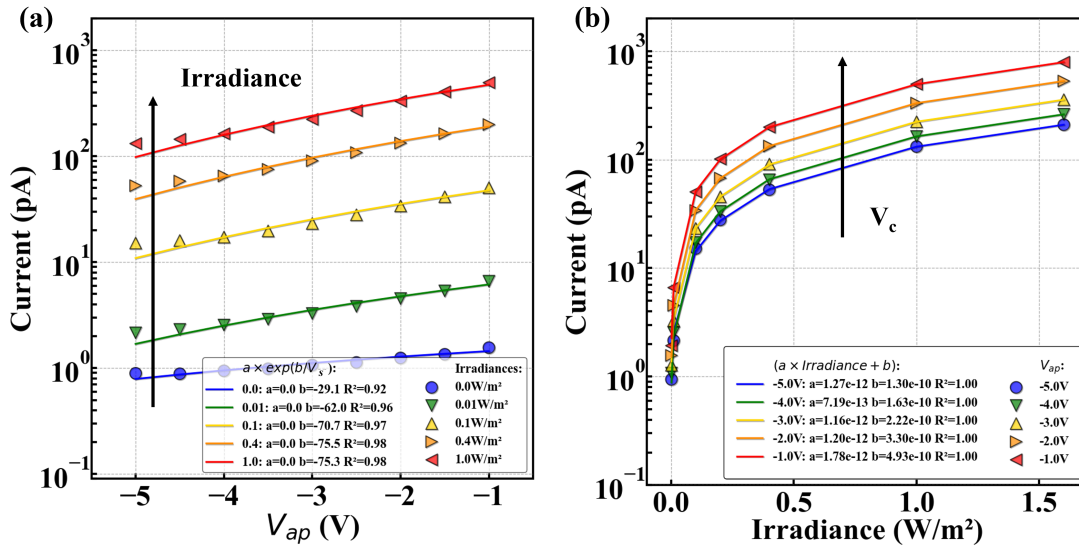 (a)
Irradiance
Current (pA)
10³
10²
10¹
10⁰
10⁻¹
a × exp(b/Vₛ)
0.0: a=0.0 b=-29.1 R²=0.92
0.01: a=0.0 b=-62.0 R²=0.96
0.1: a=0.0 b=-70.7 R²=0.97
0.4: a=0.0 b=-75.5 R²=0.98
1.0: a=0.0 b=-75.3 R²=0.98
Irradiances:
0.0W/m²
0.01W/m²
0.1W/m²
0.4W/m²
1.0W/m²
−5 −4 −3 −2 −1
V_ap (V)
(b)
Current (pA)
10³
10²
10¹
10⁰
10⁻¹
V_c
(a × Irradiance + b)
-5.0V: a=1.27e-12 b=1.30e-10 R²=1.00
-4.0V: a=7.19e-13 b=1.63e-10 R²=1.00
-3.0V: a=1.16e-12 b=2.22e-10 R²=1.00
-2.0V: a=1.20e-12 b=3.30e-10 R²=1.00
-1.0V: a=1.78e-12 b=4.93e-10 R²=1.00
V_ap:
-5.0V
-4.0V
-3.0V
-2.0V
-1.0V
0.0 0.5 1.0 1.5
Irradiance (W/m²)